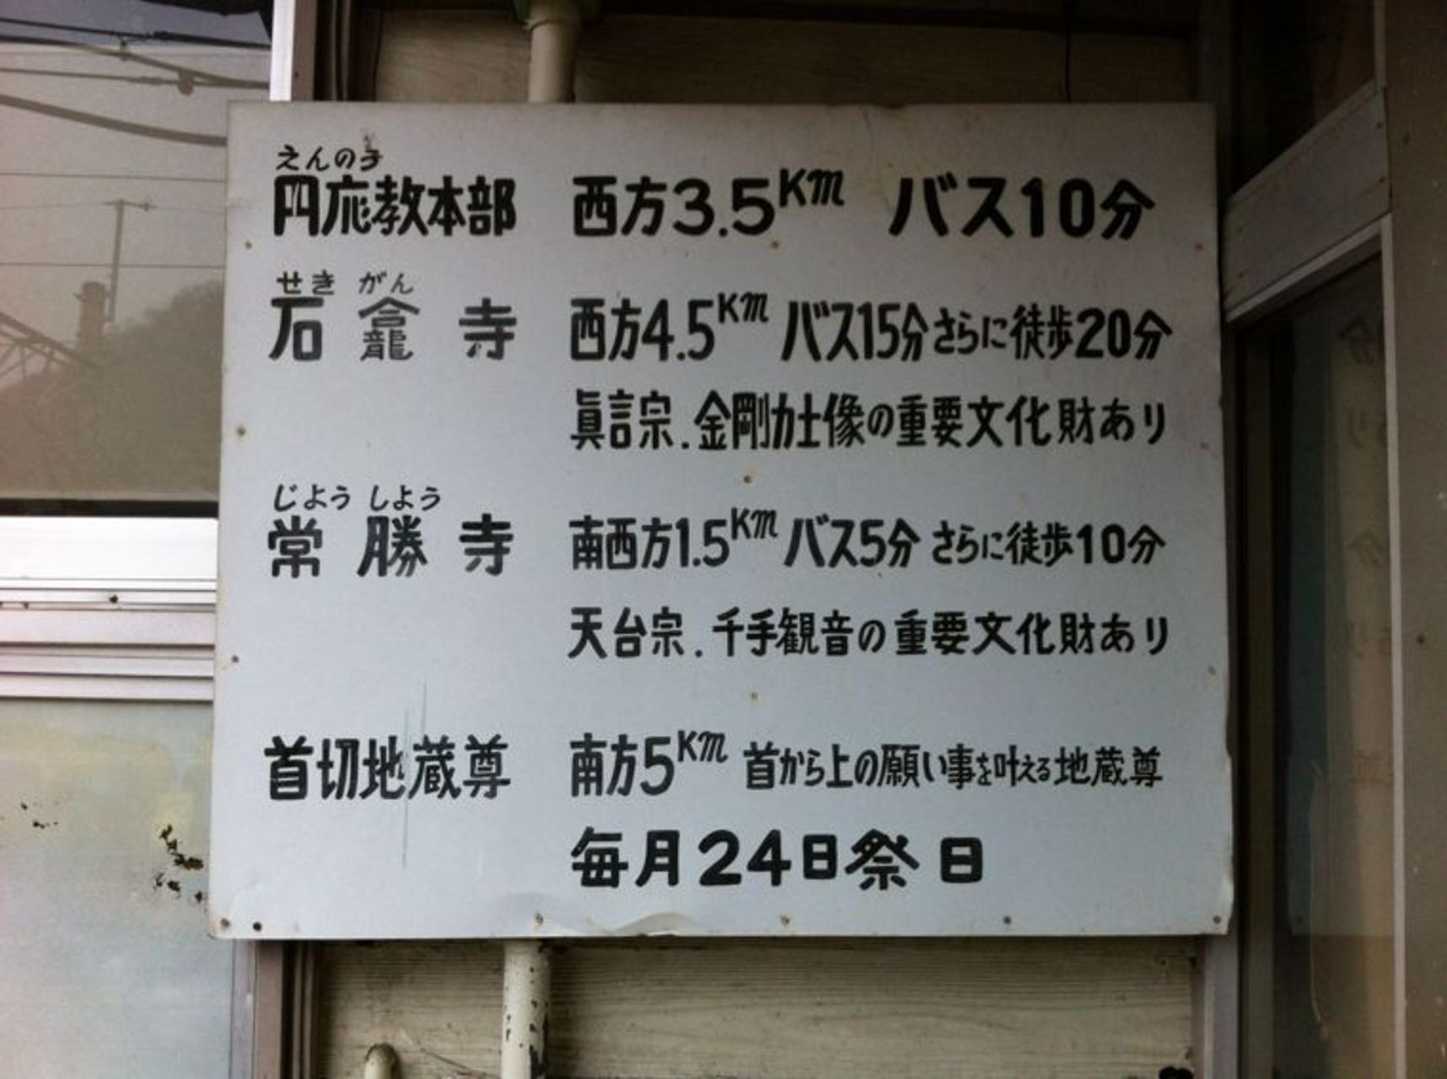 えんのう
円応教本部 西方3.5Km バス10分
せき がん
石龕寺 西方4.5Km バス15分さらに徒歩20分
眞言宗.金剛力士像の重要文化財あり
じよう しよう
常勝寺 南西方1.5Km バス5分 さらに徒歩10分
天台宗.千手観音の重要文化財あり
首切地蔵尊 南方5Km 首から上の願い事を叶える地蔵尊
毎月24日祭日